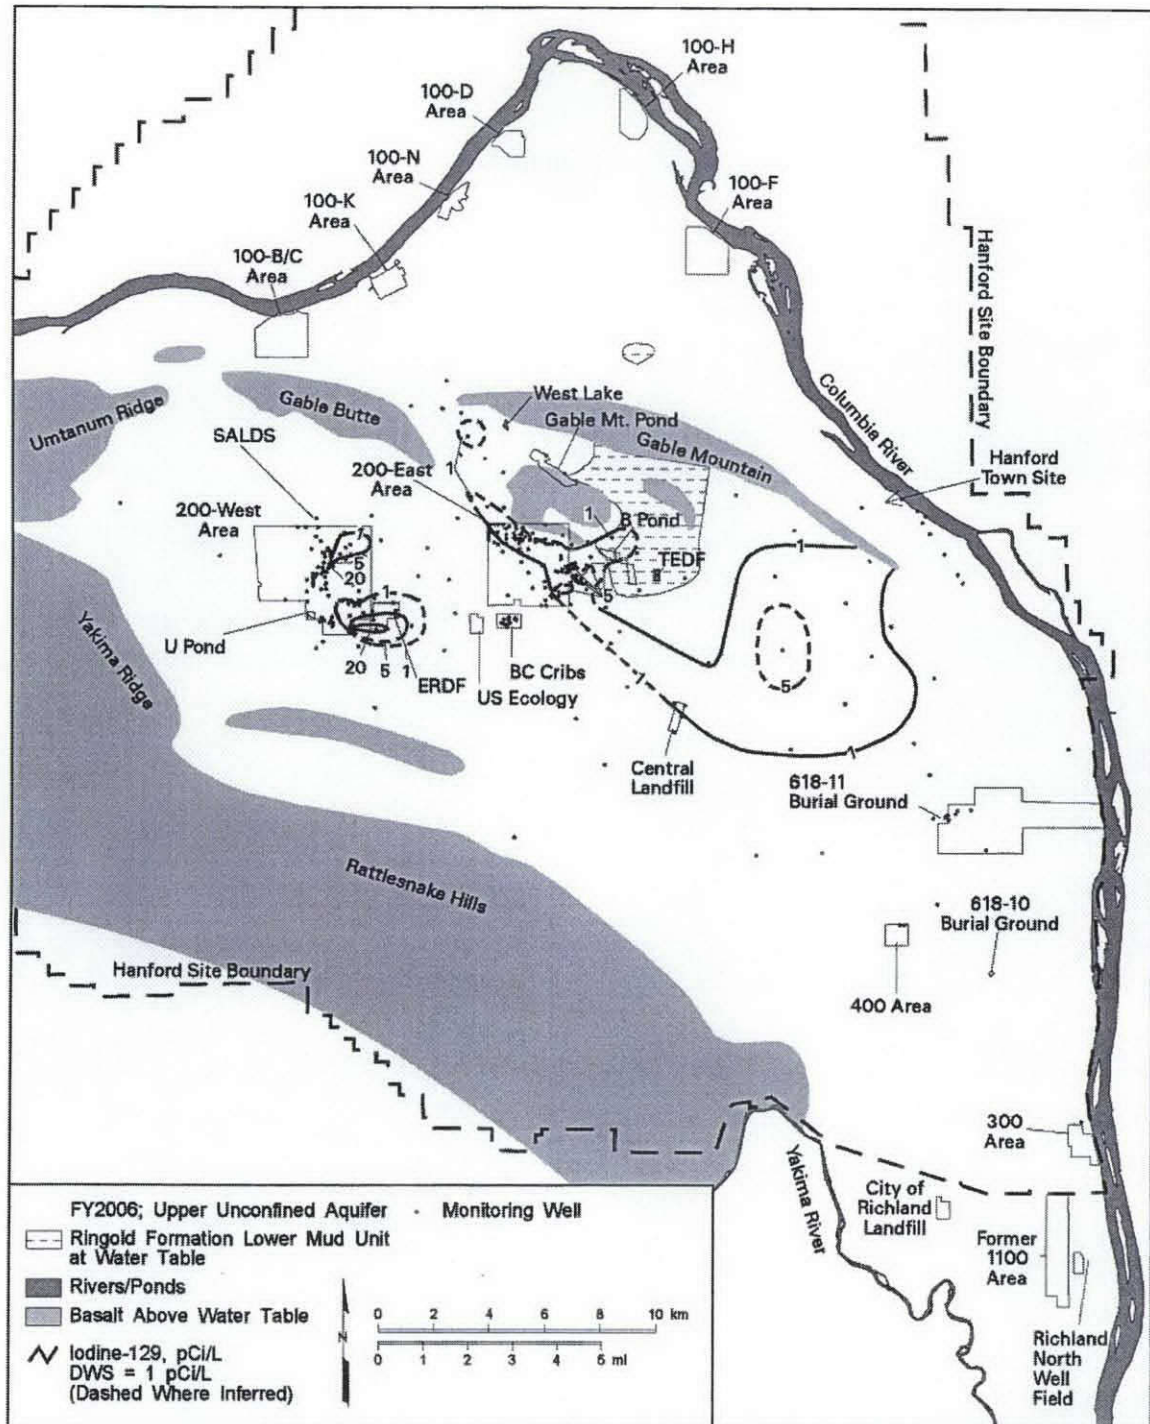 100-H
Area
100-D
Area
100-N
Area
100-K
Area
100-F
Area
100-B/C
Area
Hanford Site Boundary
Columbia River
Umtanum Ridge
Gable Butte
West Lake
Gable Mt. Pond
Gable Mountain
SALDS
200-East
Area
1
Hanford
Town Site
200-West
Area
1
B Pond
1
1
TEDF
5
20
5
1
U Pond
20
5
1
ERDF
BC Cribs
US Ecology
1
5
Yakima Ridge
1
Central
Landfill
618-11
Burial Ground
Rattlesnake Hills
618-10
Burial Ground
Hanford Site Boundary
400 Area
300
Area
Yakima River
City of
Richland
Landfill
Former
1100
Area
Richland
North
Well
Field
FY2006; Upper Unconfined Aquifer
Monitoring Well
Ringold Formation Lower Mud Unit
at Water Table
Rivers/Ponds
Basalt Above Water Table
Iodine-129, pCi/L
DWS = 1 pCi/L
(Dashed Where Inferred)
N
0 2 4 6 8 10 km
0 1 2 3 4 5 mi